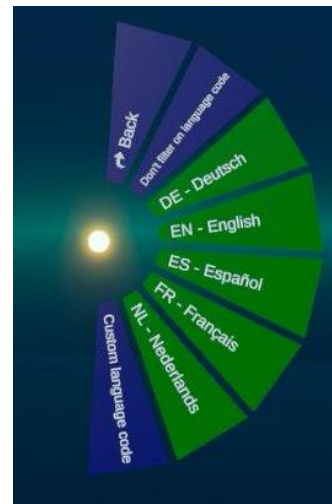 Back
Don't filter on language code
DE - Deutsch
EN - English
ES - Español
FR - Français
NL - Nederlands
Custom language code